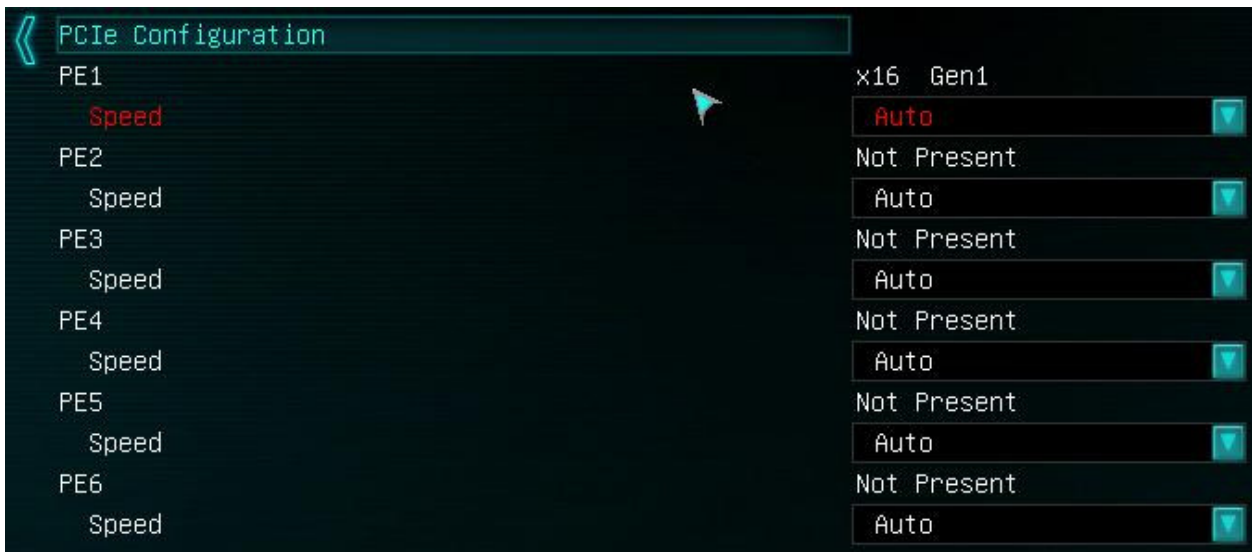 PCIe Configuration
PE1 x16 Gen1
Speed Auto
PE2 Not Present
Speed Auto
PE3 Not Present
Speed Auto
PE4 Not Present
Speed Auto
PE5 Not Present
Speed Auto
PE6 Not Present
Speed Auto